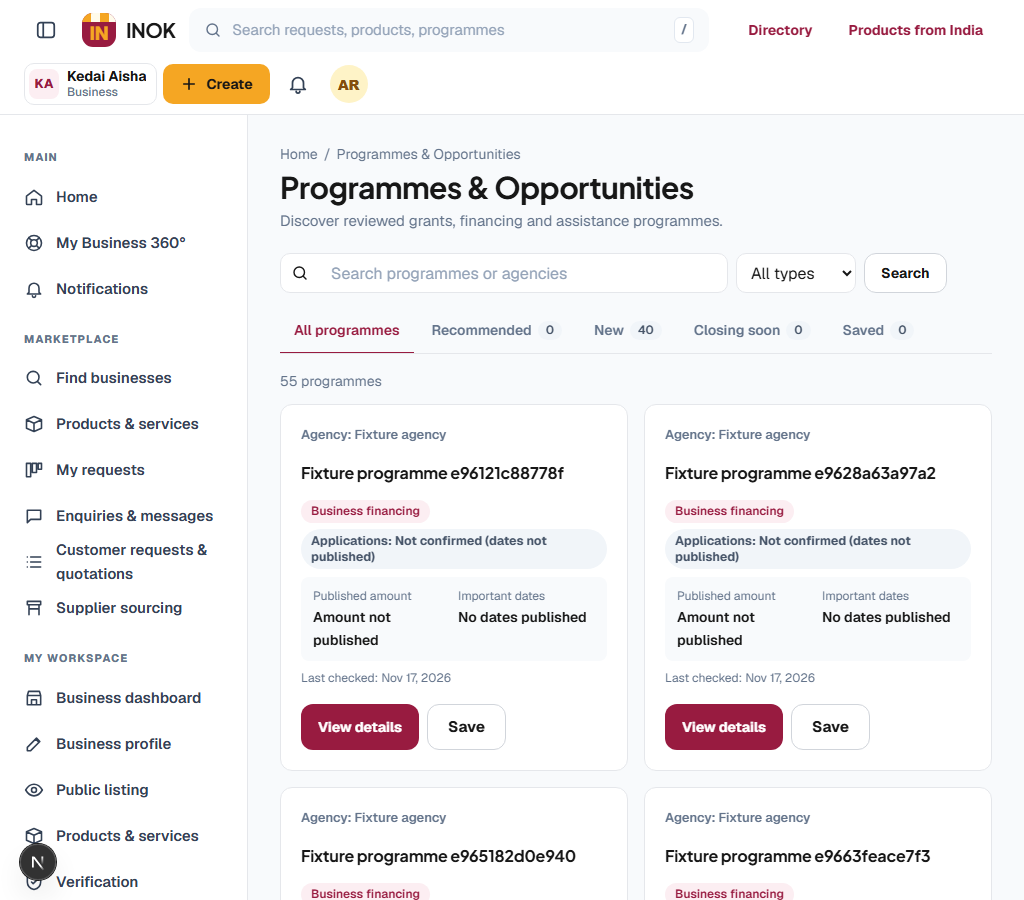 IN INOK
Search requests, products, programmes
/
Directory
Products from India
KA
Kedai Aisha
Business
+ Create
AR
MAIN
Home
My Business 360°
Notifications
MARKETPLACE
Find businesses
Products & services
My requests
Enquiries & messages
Customer requests &
quotations
Supplier sourcing
MY WORKSPACE
Business dashboard
Business profile
Public listing
Products & services
N
Verification
Home / Programmes & Opportunities
Programmes & Opportunities
Discover reviewed grants, financing and assistance programmes.
Search programmes or agencies
All types
Search
All programmes
Recommended 0
New 40
Closing soon 0
Saved 0
55 programmes
Agency: Fixture agency
Fixture programme e96121c88778f
Business financing
Applications: Not confirmed (dates not
published)
Published amount
Amount not
published
Important dates
No dates published
Last checked: Nov 17, 2026
View details
Save
Agency: Fixture agency
Fixture programme e9628a63a97a2
Business financing
Applications: Not confirmed (dates not
published)
Published amount
Amount not
published
Important dates
No dates published
Last checked: Nov 17, 2026
View details
Save
Agency: Fixture agency
Fixture programme e965182d0e940
Business financing
Agency: Fixture agency
Fixture programme e9663feace7f3
Business financing